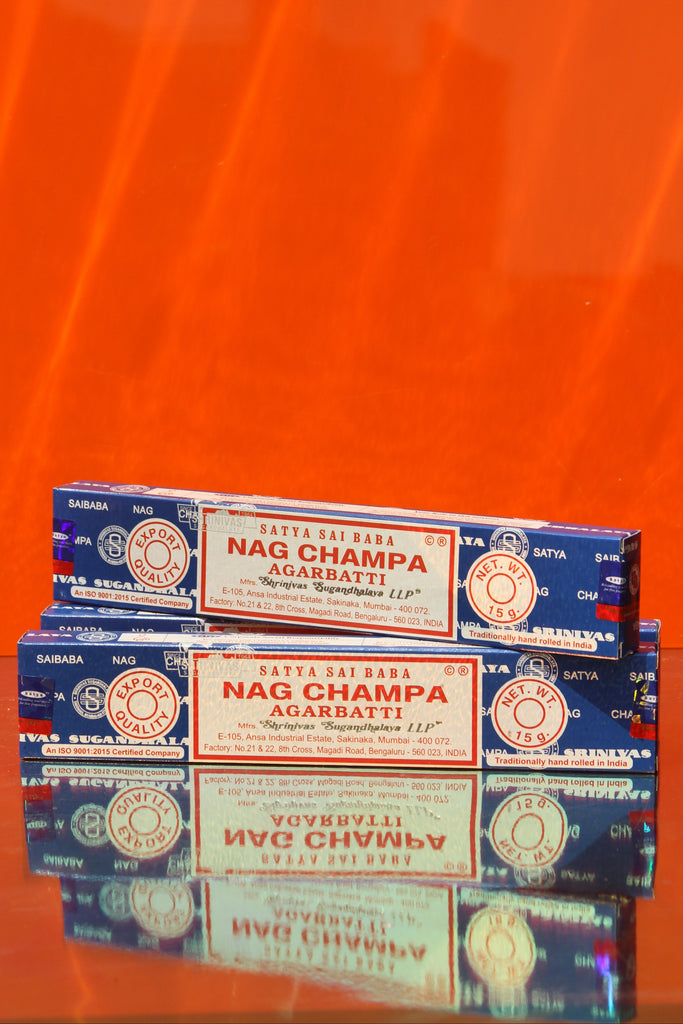 SAIBABA NAG
SATYA SAI BABA
© ®
NAG CHAMPA
AGARBATTI
Mfrs. Shrinivas Sugandhalaya LLP
E-105, Ansa Industrial Estate, Sakinaka, Mumbai - 400 072.
Factory: No.21 & 22, 8th Cross, Magadi Road, Bengaluru - 560 023, INDIA
EXPORT
QUALITY
An ISO 9001:2015 Certified Company
SATYA
NET. WT.
15 g.
SRINIVAS
Traditionally hand rolled in India
SAIBABA NAG
SATYA SAI BABA
© ®
NAG CHAMPA
AGARBATTI
Mfrs. Shrinivas Sugandhalaya LLP
E-105, Ansa Industrial Estate, Sakinaka, Mumbai - 400 072.
Factory: No.21 & 22, 8th Cross, Magadi Road, Bengaluru - 560 023, INDIA
EXPORT
QUALITY
An ISO 9001:2015 Certified Company
SATYA
NET. WT.
15 g.
SRINIVAS
Traditionally hand rolled in India